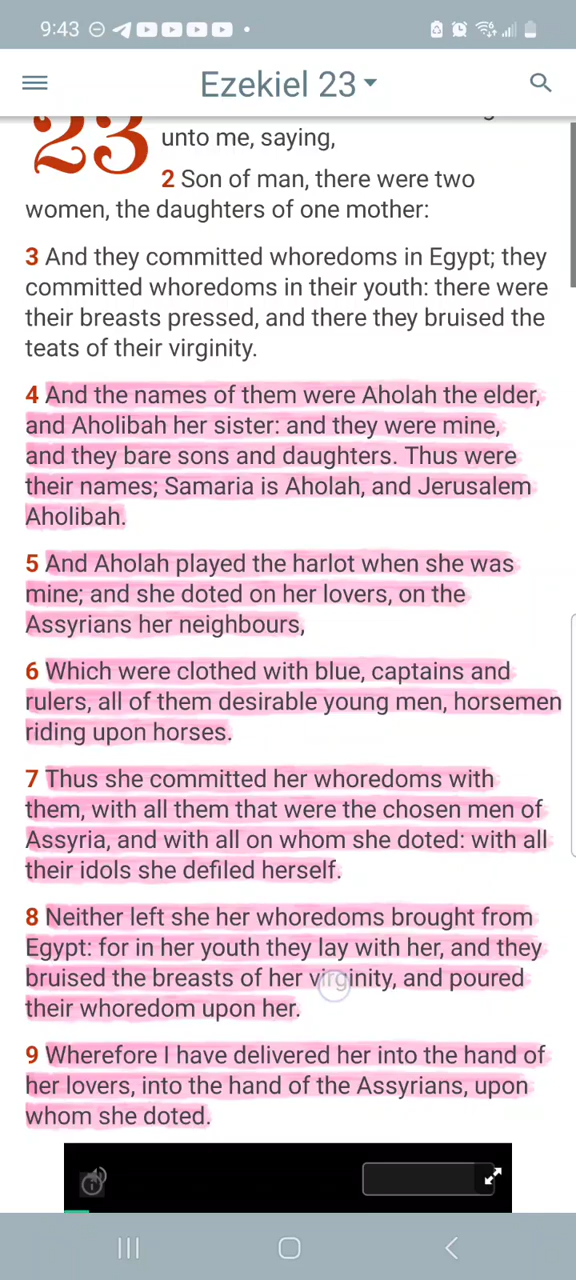 9:43
Ezekiel 23
23
unto me, saying,
2 Son of man, there were two
women, the daughters of one mother:
3 And they committed whoredoms in Egypt; they
committed whoredoms in their youth: there were
their breasts pressed, and there they bruised the
teats of their virginity.
4 And the names of them were Aholah the elder,
and Aholibah her sister: and they were mine,
and they bare sons and daughters. Thus were
their names; Samaria is Aholah, and Jerusalem
Aholibah.
5 And Aholah played the harlot when she was
mine; and she doted on her lovers, on the
Assyrians her neighbours,
6 Which were clothed with blue, captains and
rulers, all of them desirable young men, horsemen
riding upon horses.
7 Thus she committed her whoredoms with
them, with all them that were the chosen men of
Assyria, and with all on whom she doted: with all
their idols she defiled herself.
8 Neither left she her whoredoms brought from
Egypt: for in her youth they lay with her, and they
bruised the breasts of her virginity, and poured
their whoredom upon her.
9 Wherefore I have delivered her into the hand of
her lovers, into the hand of the Assyrians, upon
whom she doted.